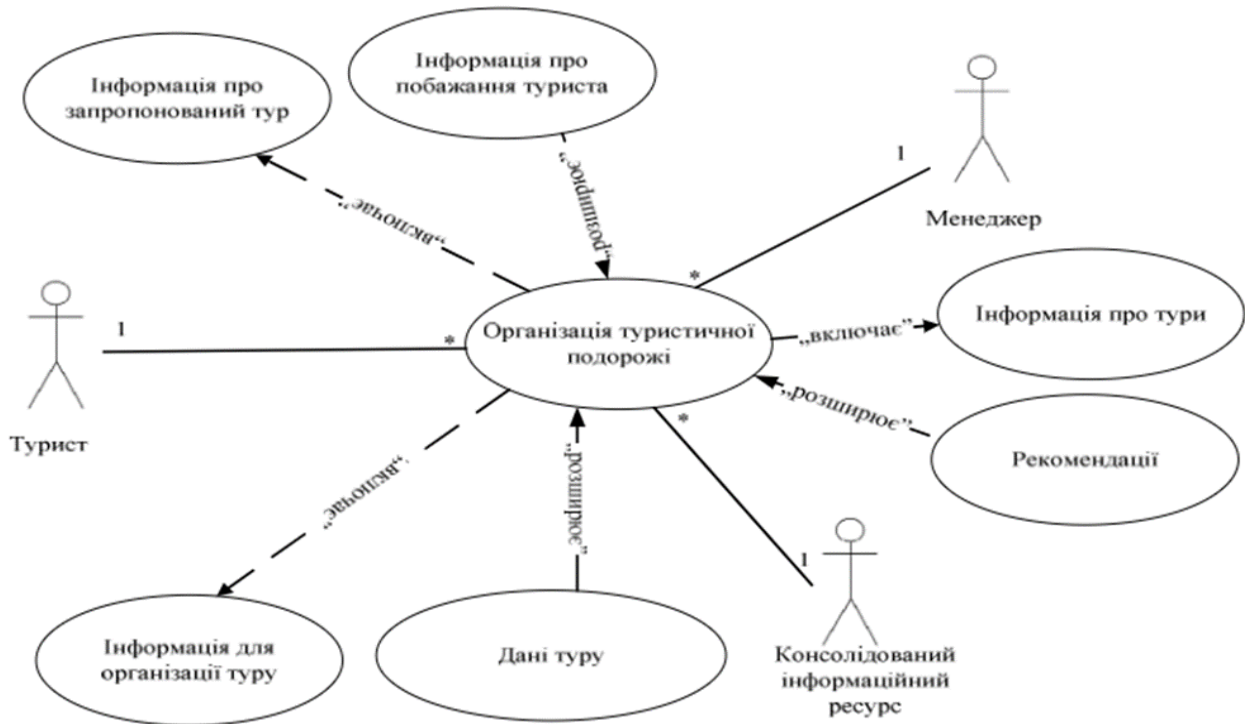 Інформація про
запропонований тур
Інформація про
побажання туриста
1
Менеджер
„включає”
„розширює”
*
1
*
Турист
Організація туристичної
подорожі
„включає”
Інформація про тури
„розширює”
Рекомендації
*
„включає”
„розширює”
1
Інформація для
організації туру
Дані туру
Консолідований
інформаційний
ресурс